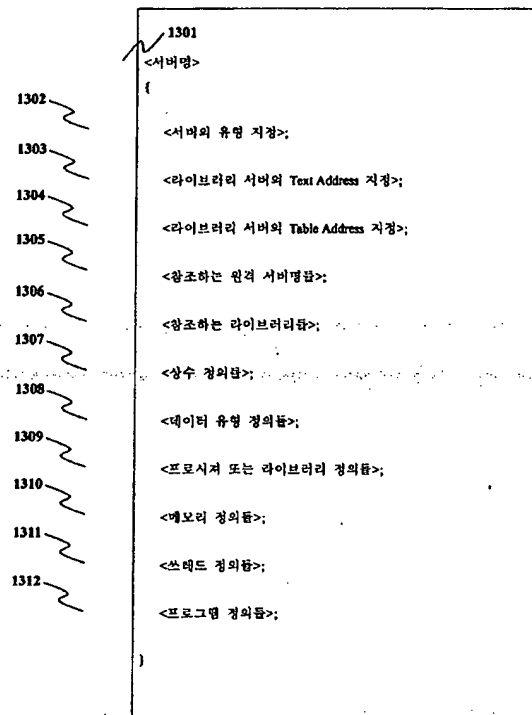 1301
<서버명>
{
1302
<서버의 유형 지정>;
1303
<라이브러리 서버의 Text Address 지정>;
1304
<라이브러리 서버의 Table Address 지정>;
1305
<참조하는 원격 서버명들>;
1306
<참조하는 라이브러리들>;
1307
<상수 정의들>;
1308
<데이터 유형 정의들>;
1309
<프로시져 또는 라이브러리 정의들>;
1310
<메모리 정의들>;
1311
<쓰레드 정의들>;
1312
<프로그램 정의들>;
}